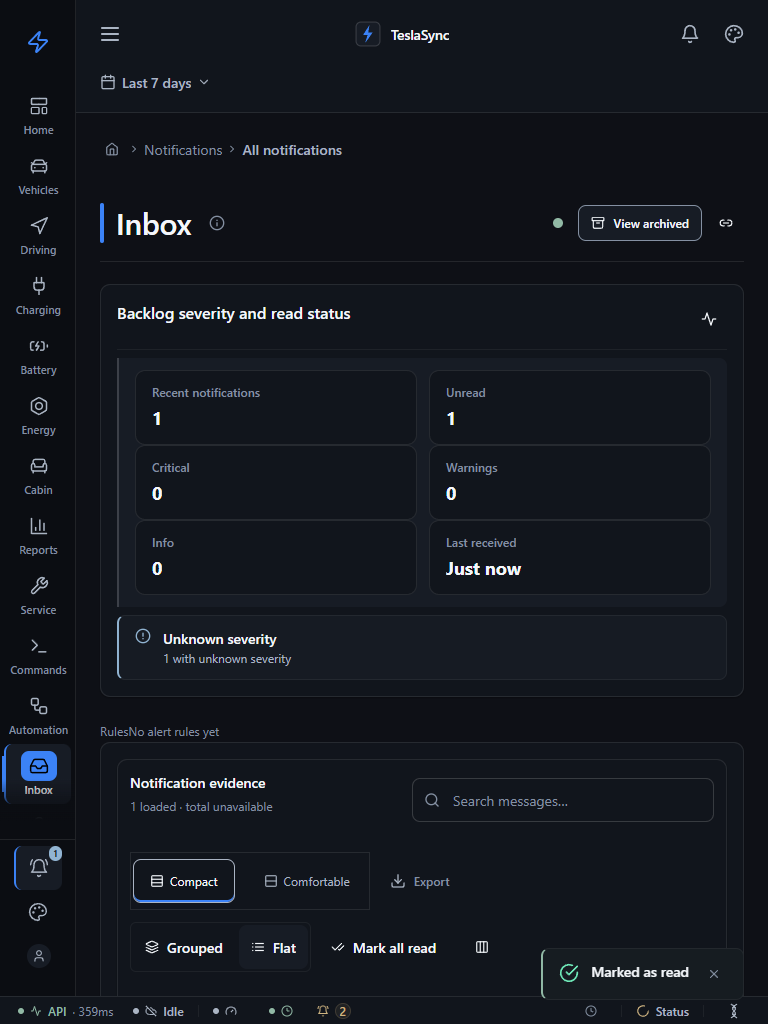 TeslaSync
Last 7 days
Home
Vehicles
Driving
Charging
Battery
Energy
Cabin
Reports
Service
Commands
Automation
Inbox
1
Notifications
All notifications
Inbox
View archived
Backlog severity and read status
Recent notifications
1
Unread
1
Critical
0
Warnings
0
Info
0
Last received
Just now
Unknown severity
1 with unknown severity
RulesNo alert rules yet
Notification evidence
1 loaded · total unavailable
Search messages...
Compact
Comfortable
Export
Grouped
Flat
Mark all read
Marked as read
API · 359ms
Idle
2
Status